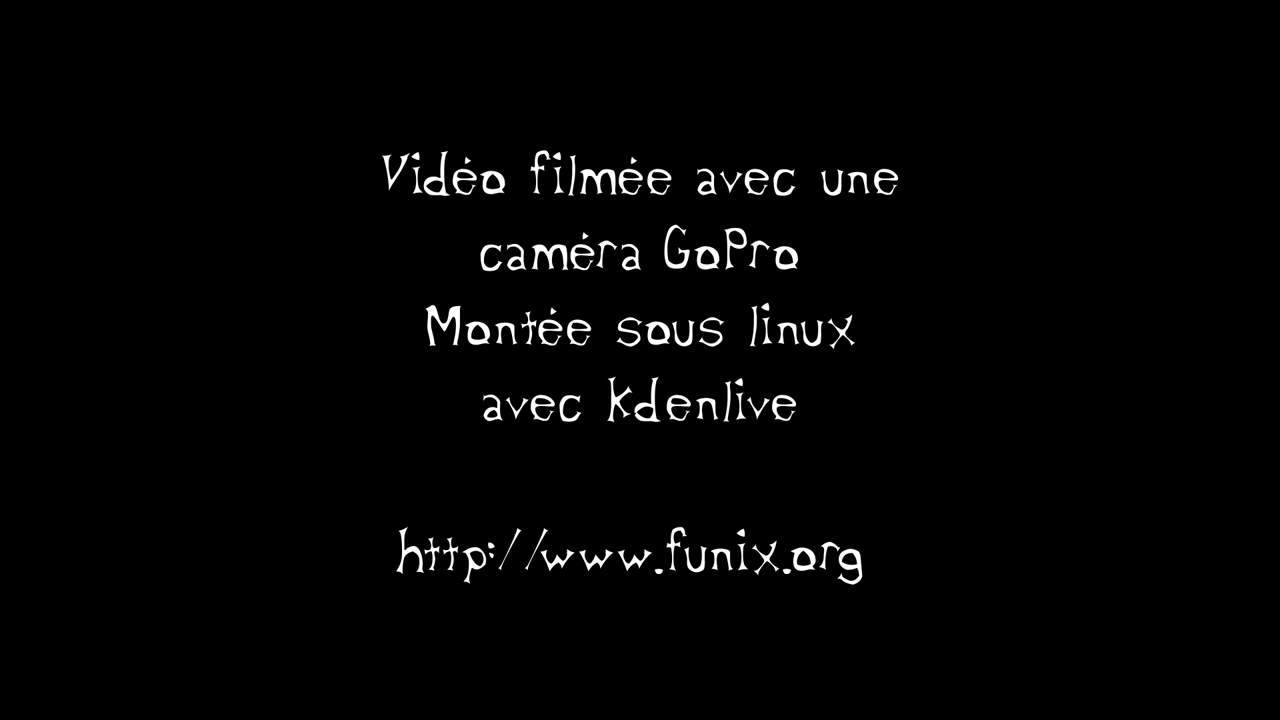 Vidéo filmée avec une
caméra GoPro
Montée sous linux
avec kdenlive
http://www.funix.org